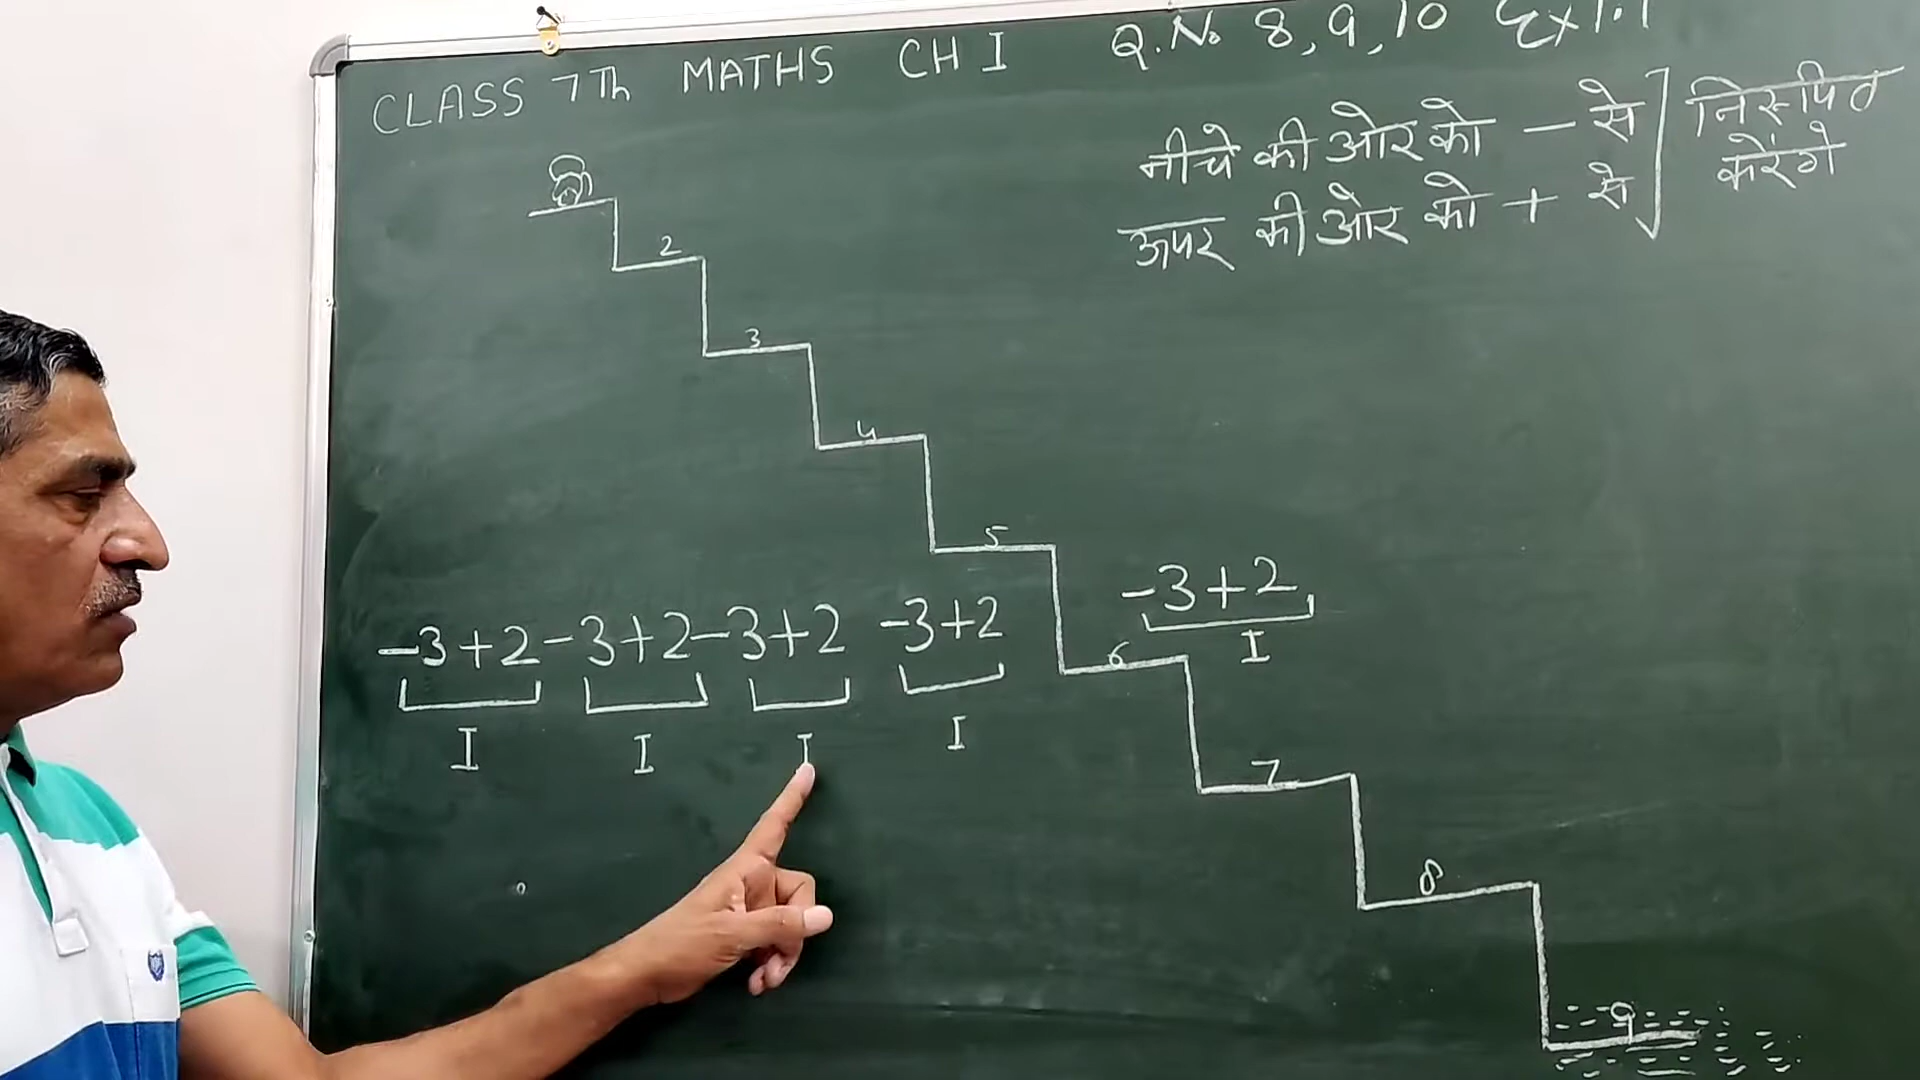 CLASS 7Th MATHS CH I Q.No 8,9,10 Ex 1.1
नीचे की ओर को - से ] निरूपित
ऊपर की ओर को + से ] करेंगे
2
3
4
5
-3+2
I
-3+2-3+2-3+2 -3+2
I I I I
6
7
8
9